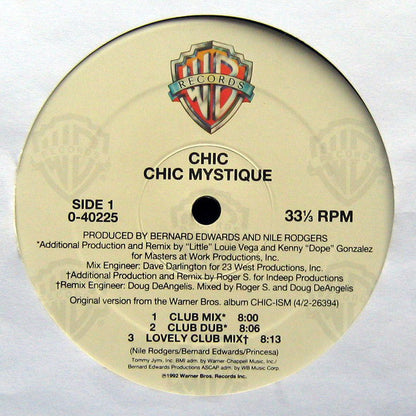 WB
RECORDS
CHIC
CHIC MYSTIQUE
SIDE 1
0-40225
33⅓ RPM
PRODUCED BY BERNARD EDWARDS AND NILE RODGERS
*Additional Production and Remix by "Little" Louie Vega and Kenny "Dope" Gonzalez
for Masters at Work Productions, Inc.
Mix Engineer: Dave Darlington for 23 West Productions, Inc.
†Additional Production and Remix by Roger S. for Indeep Productions
†Remix Engineer: Doug DeAngelis. Mixed by Roger S. and Doug DeAngelis
Original version from the Warner Bros. album CHIC-ISM (4/2-26394)
1 CLUB MIX* 8:00
2 CLUB DUB* 8:06
3 LOVELY CLUB MIX† 8:13
(Nile Rodgers/Bernard Edwards/Princesa)
Tommy Jymi, Inc. BMI adm. by Warner-Tamerlane Music Corp./
Bernard Edwards Productions ASCAP adm. by WB Music Corp.
℗1992 Warner Bros. Records Inc.